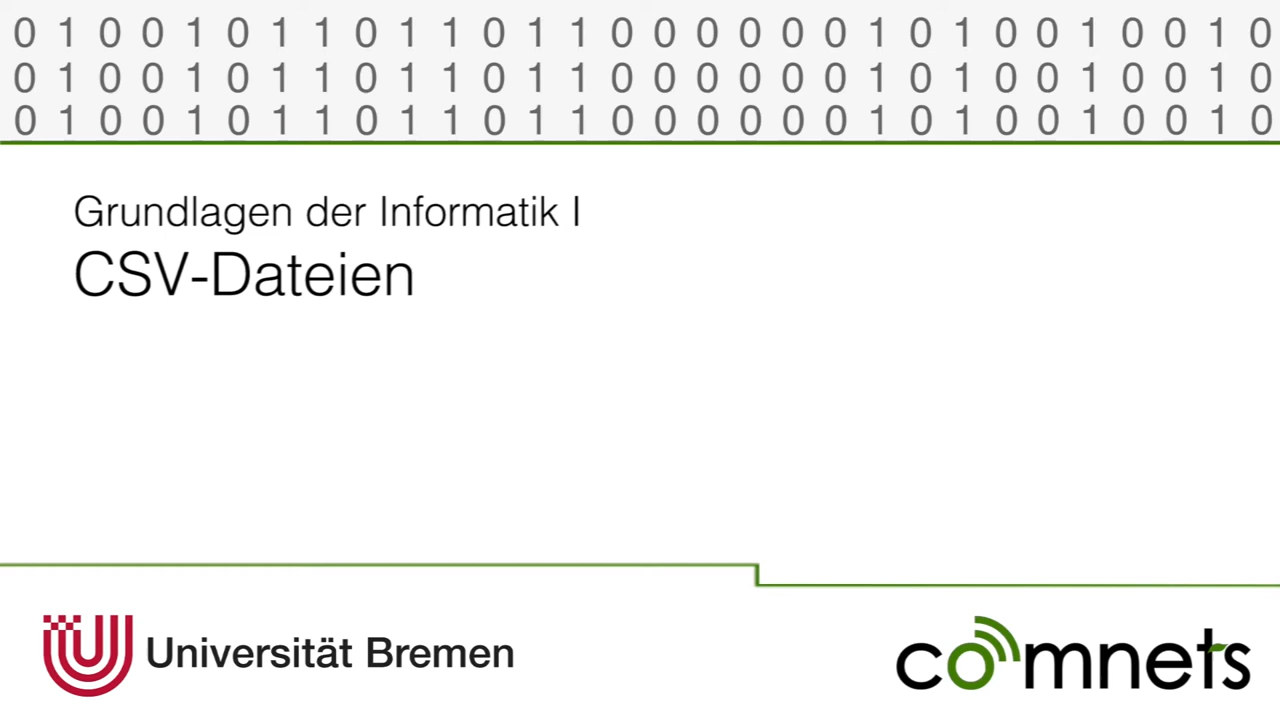 0 1 0 0 1 0 1 1 0 1 1 0 1 1 0 0 0 0 0 0 1 0 1 0 0 1 0 0 1 0
0 1 0 0 1 0 1 1 0 1 1 0 1 1 0 0 0 0 0 0 1 0 1 0 0 1 0 0 1 0
0 1 0 0 1 0 1 1 0 1 1 0 1 1 0 0 0 0 0 0 1 0 1 0 0 1 0 0 1 0
Grundlagen der Informatik I
CSV-Dateien
Universität Bremen
comnets